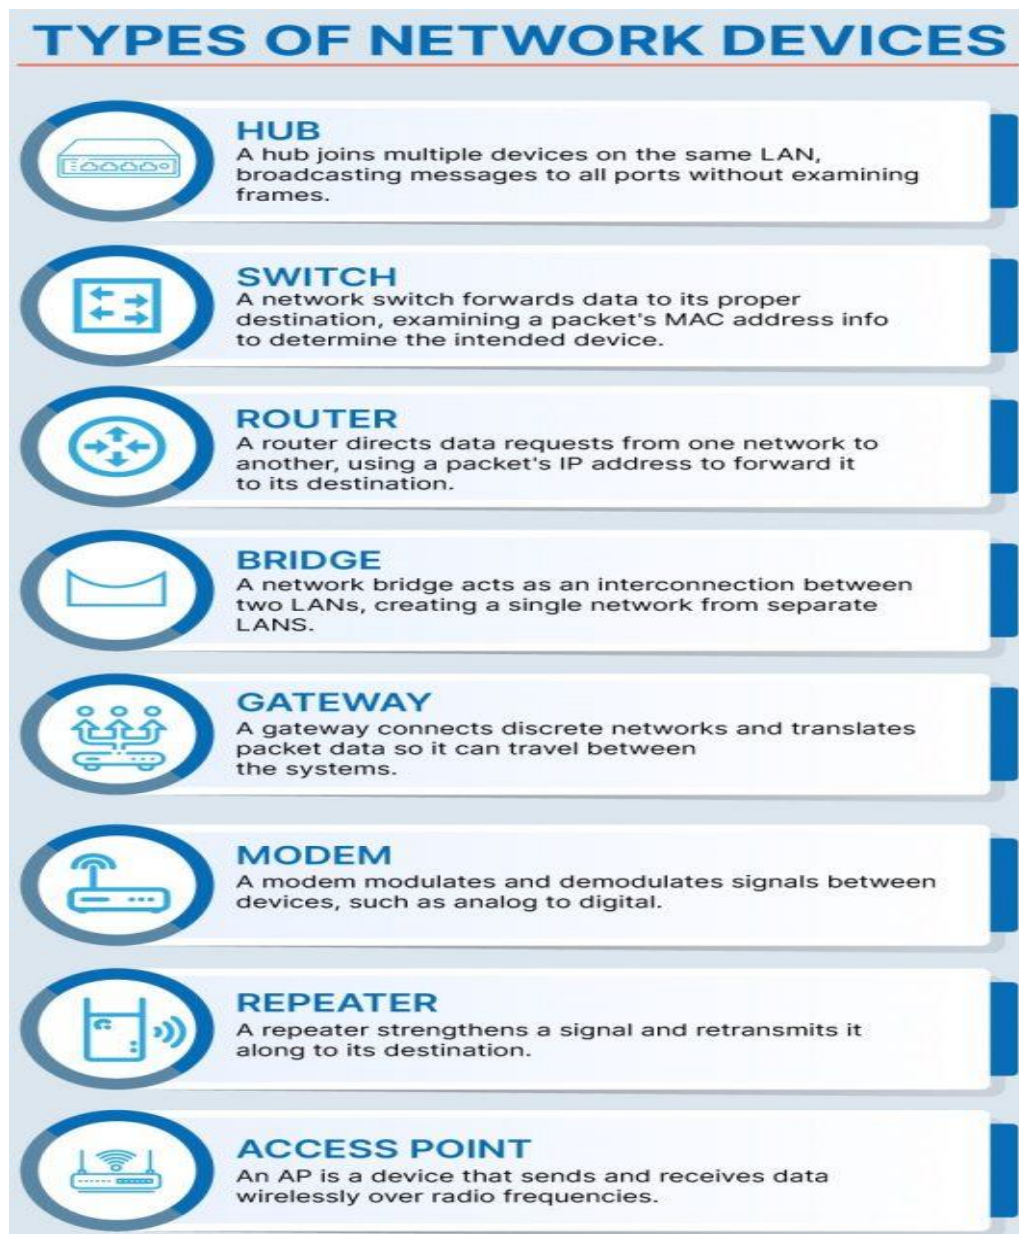 TYPES OF NETWORK DEVICES
HUB
A hub joins multiple devices on the same LAN,
broadcasting messages to all ports without examining
frames.
SWITCH
A network switch forwards data to its proper
destination, examining a packet's MAC address info
to determine the intended device.
ROUTER
A router directs data requests from one network to
another, using a packet's IP address to forward it
to its destination.
BRIDGE
A network bridge acts as an interconnection between
two LANs, creating a single network from separate
LANS.
GATEWAY
A gateway connects discrete networks and translates
packet data so it can travel between
the systems.
MODEM
A modem modulates and demodulates signals between
devices, such as analog to digital.
REPEATER
A repeater strengthens a signal and retransmits it
along to its destination.
ACCESS POINT
An AP is a device that sends and receives data
wirelessly over radio frequencies.